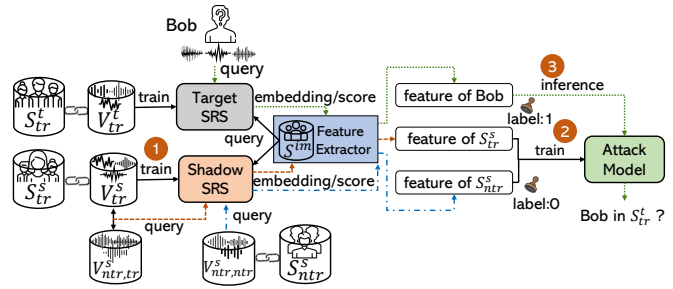 Bob
query
3
inference
S^t_tr
V^t_tr
train
Target
SRS
embedding/score
feature of Bob
label:1
query
S^im
Feature
Extractor
feature of S^s_tr
2
train
Attack
Model
1
S^s_tr
V^s_tr
train
Shadow
SRS
embedding/score
feature of S^s_ntr
label:0
query
query
Bob in S^t_tr ?
V^s_ntr,tr
V^s_ntr,ntr
S^s_ntr